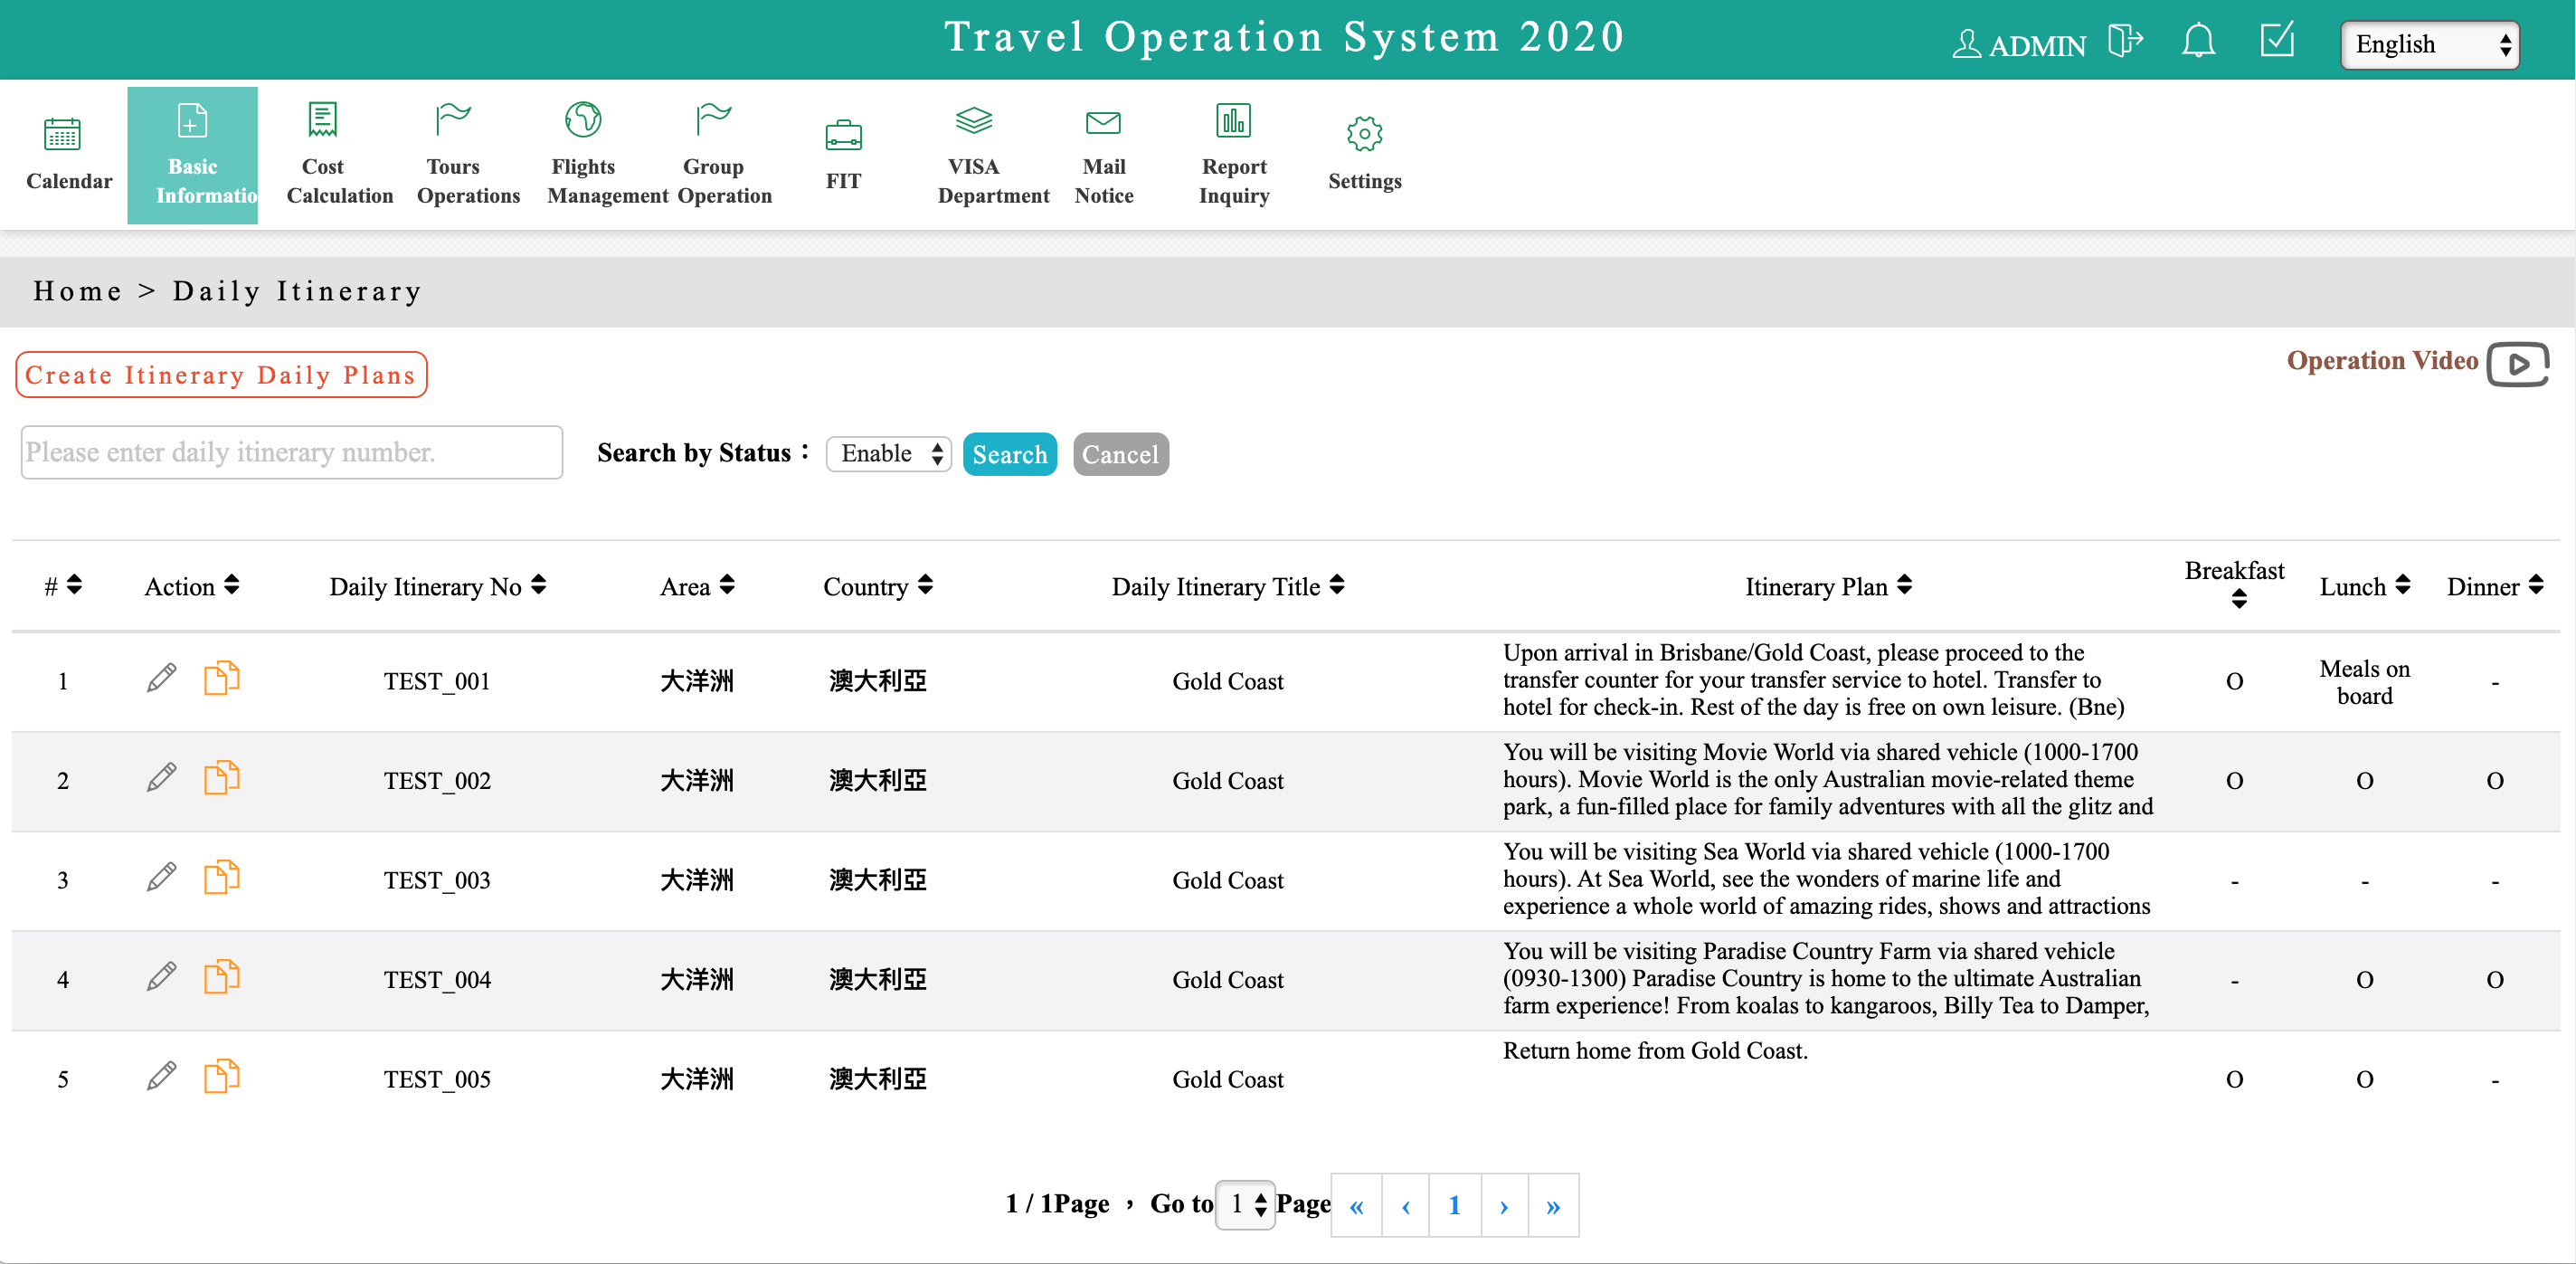 Travel Operation System 2020
ADMIN
English
Calendar
Basic
Informatio
Cost
Calculation
Tours
Operations
Flights
Management
Group
Operation
FIT
VISA
Department
Mail
Notice
Report
Inquiry
Settings
Home > Daily Itinerary
Create Itinerary Daily Plans
Operation Video
Please enter daily itinerary number.
Search by Status：
Enable
Search
Cancel
#
Action
Daily Itinerary No
Area
Country
Daily Itinerary Title
Itinerary Plan
Breakfast
Lunch
Dinner
1
TEST_001
大洋洲
澳大利亞
Gold Coast
Upon arrival in Brisbane/Gold Coast, please proceed to the
transfer counter for your transfer service to hotel. Transfer to
hotel for check-in. Rest of the day is free on own leisure. (Bne)
O
Meals on
board
-
2
TEST_002
大洋洲
澳大利亞
Gold Coast
You will be visiting Movie World via shared vehicle (1000-1700
hours). Movie World is the only Australian movie-related theme
park, a fun-filled place for family adventures with all the glitz and
O
O
O
3
TEST_003
大洋洲
澳大利亞
Gold Coast
You will be visiting Sea World via shared vehicle (1000-1700
hours). At Sea World, see the wonders of marine life and
experience a whole world of amazing rides, shows and attractions
-
-
-
4
TEST_004
大洋洲
澳大利亞
Gold Coast
You will be visiting Paradise Country Farm via shared vehicle
(0930-1300) Paradise Country is home to the ultimate Australian
farm experience! From koalas to kangaroos, Billy Tea to Damper,
-
O
O
5
TEST_005
大洋洲
澳大利亞
Gold Coast
Return home from Gold Coast.
O
O
-
1 / 1Page ， Go to 1 Page « ‹ 1 › »